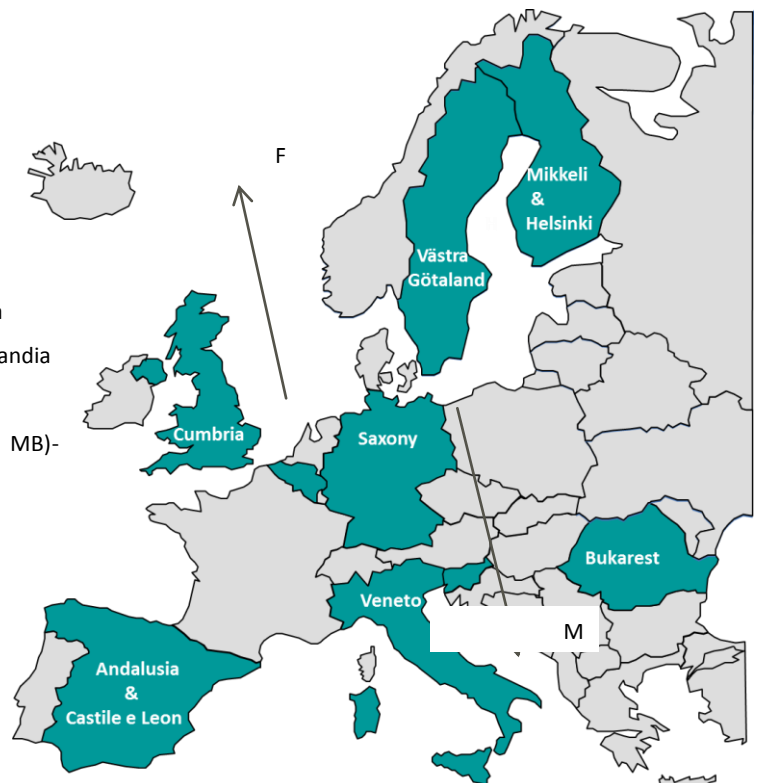 F
Mikkeli
&
Helsinki
Västra
Götaland
andia
MB)-
Cumbria
Saxony
Bukarest
Veneto
M
Andalusia
&
Castile e Leon